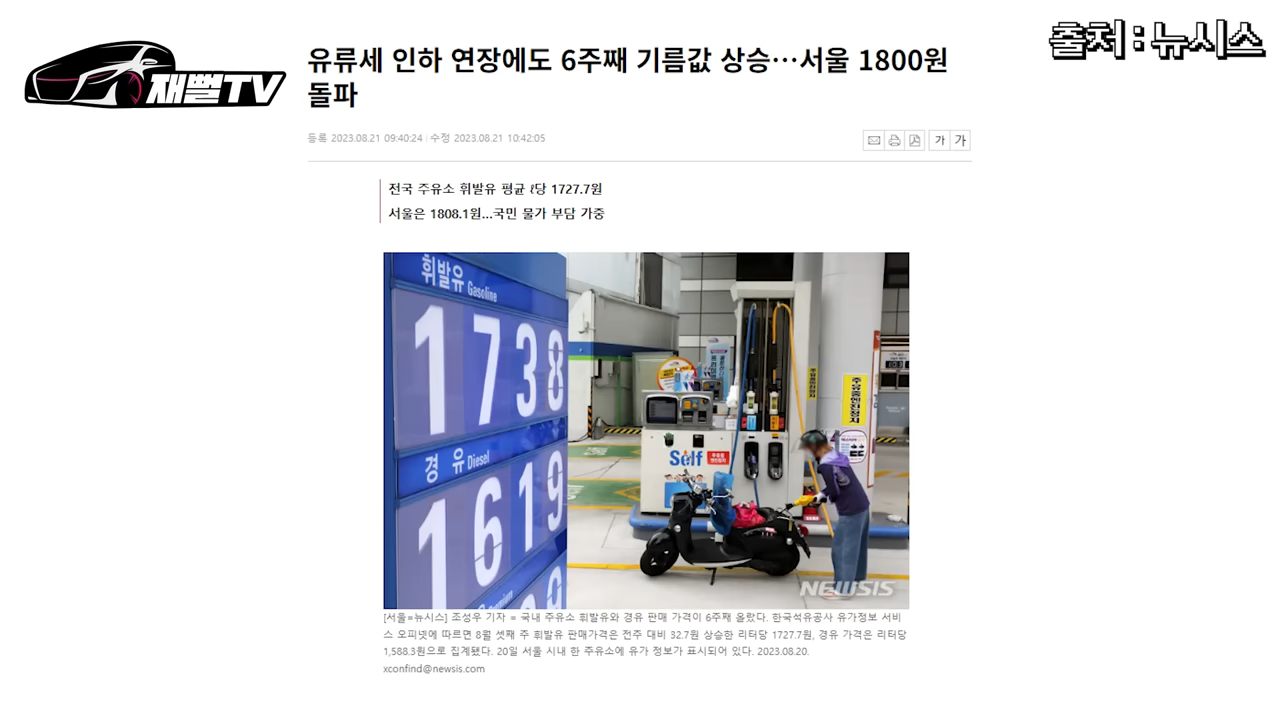 재뻘TV
출처:뉴시스
유류세 인하 연장에도 6주째 기름값 상승…서울 1800원
돌파
등록 2023.08.21 09:40:24 | 수정 2023.08.21 10:42:05
가 가
전국 주유소 휘발유 평균 ℓ당 1727.7원
서울은 1808.1원...국민 물가 부담 가중
휘발유 Gasoline
1738
경 유 Diesel
1619
Self
주유중엔진정지
NEWSIS
[서울=뉴시스] 조성우 기자 = 국내 주유소 휘발유와 경유 판매 가격이 6주째 올랐다. 한국석유공사 유가정보 서비
스 오피넷에 따르면 8월 셋째 주 휘발유 판매가격은 전주 대비 32.7원 상승한 리터당 1727.7원, 경유 가격은 리터당
1,588.3원으로 집계됐다. 20일 서울 시내 한 주유소에 유가 정보가 표시되어 있다. 2023.08.20.
xconfind@newsis.com